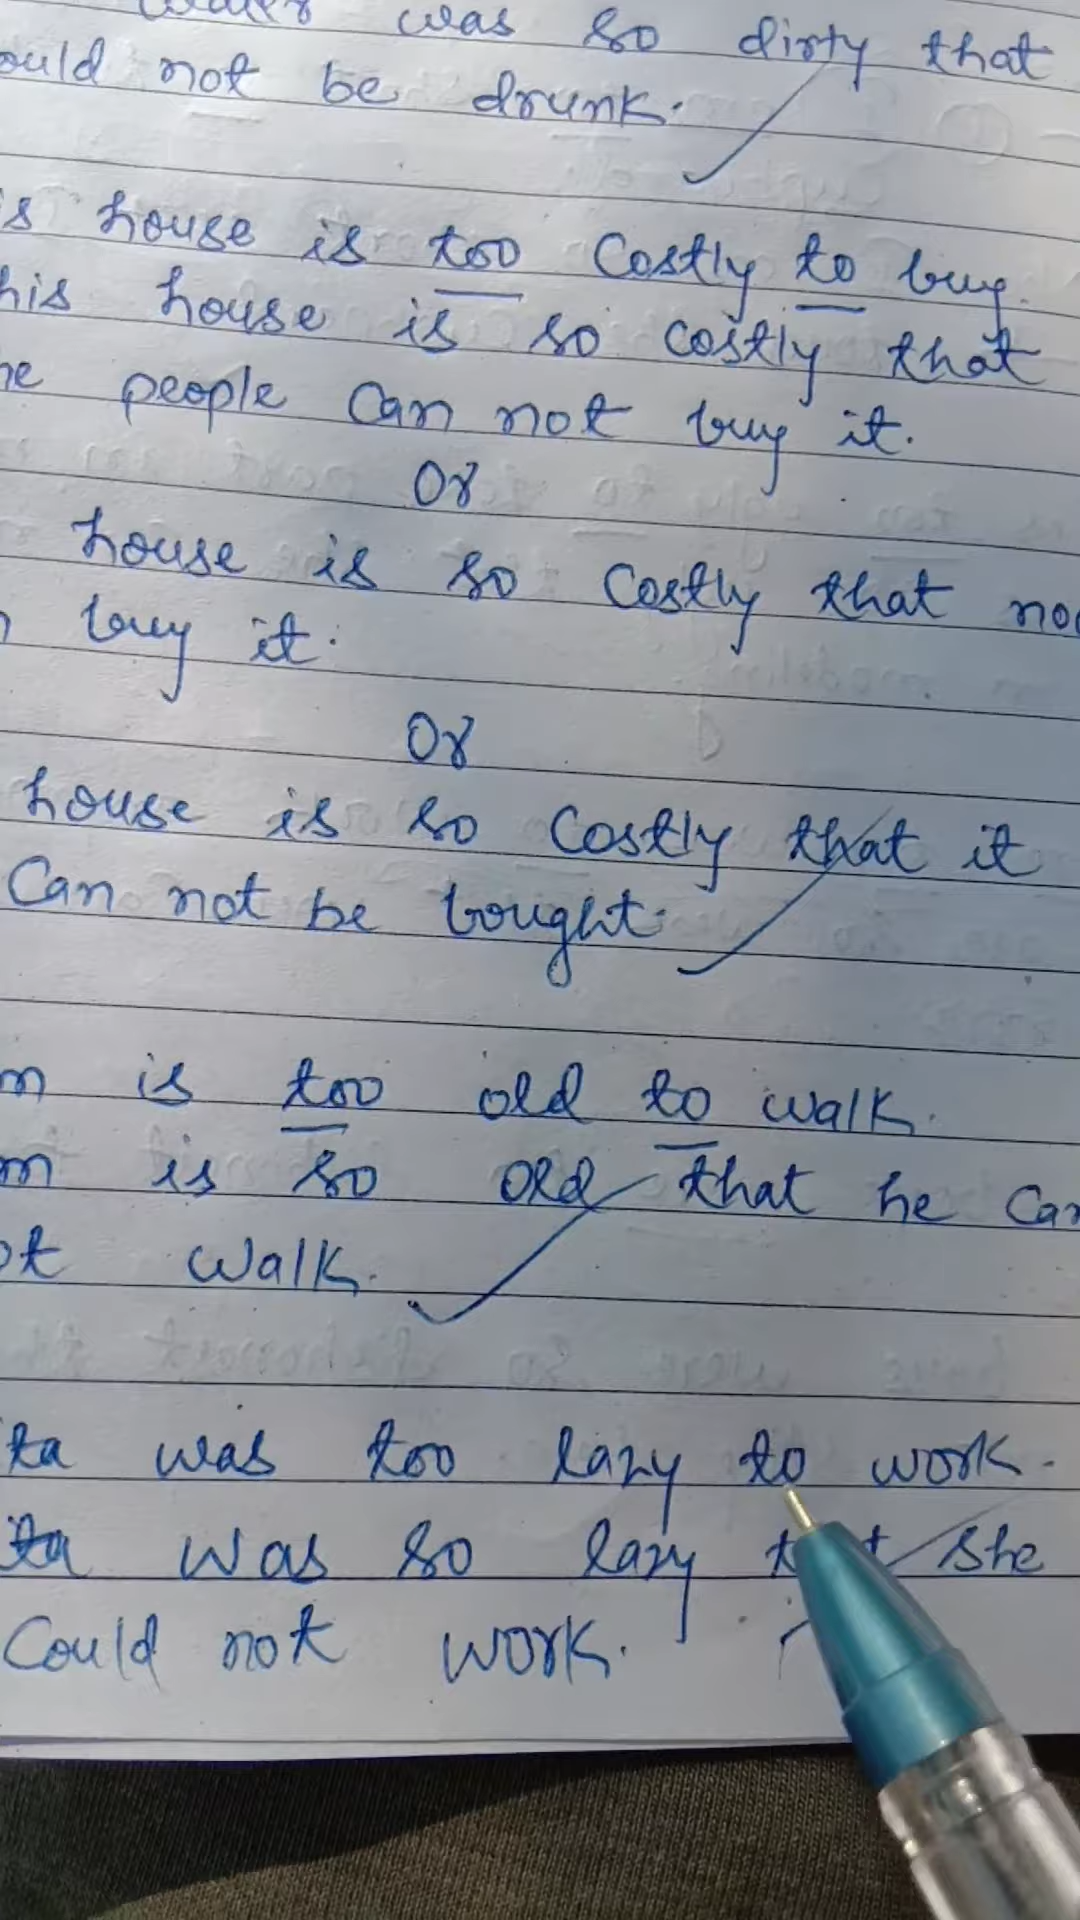 was so dirty that
ould not be drunk.
is house is too Costly to buy.
his house is so costly that
he people Can not buy it.
Or
house is so Costly that no
buy it.
Or
house is so Costly that it
Can not be bought.
m is too old to walk.
m is so old that he Can
ot walk.
ta was too lazy to work.
ta was so lazy she
Could not work.